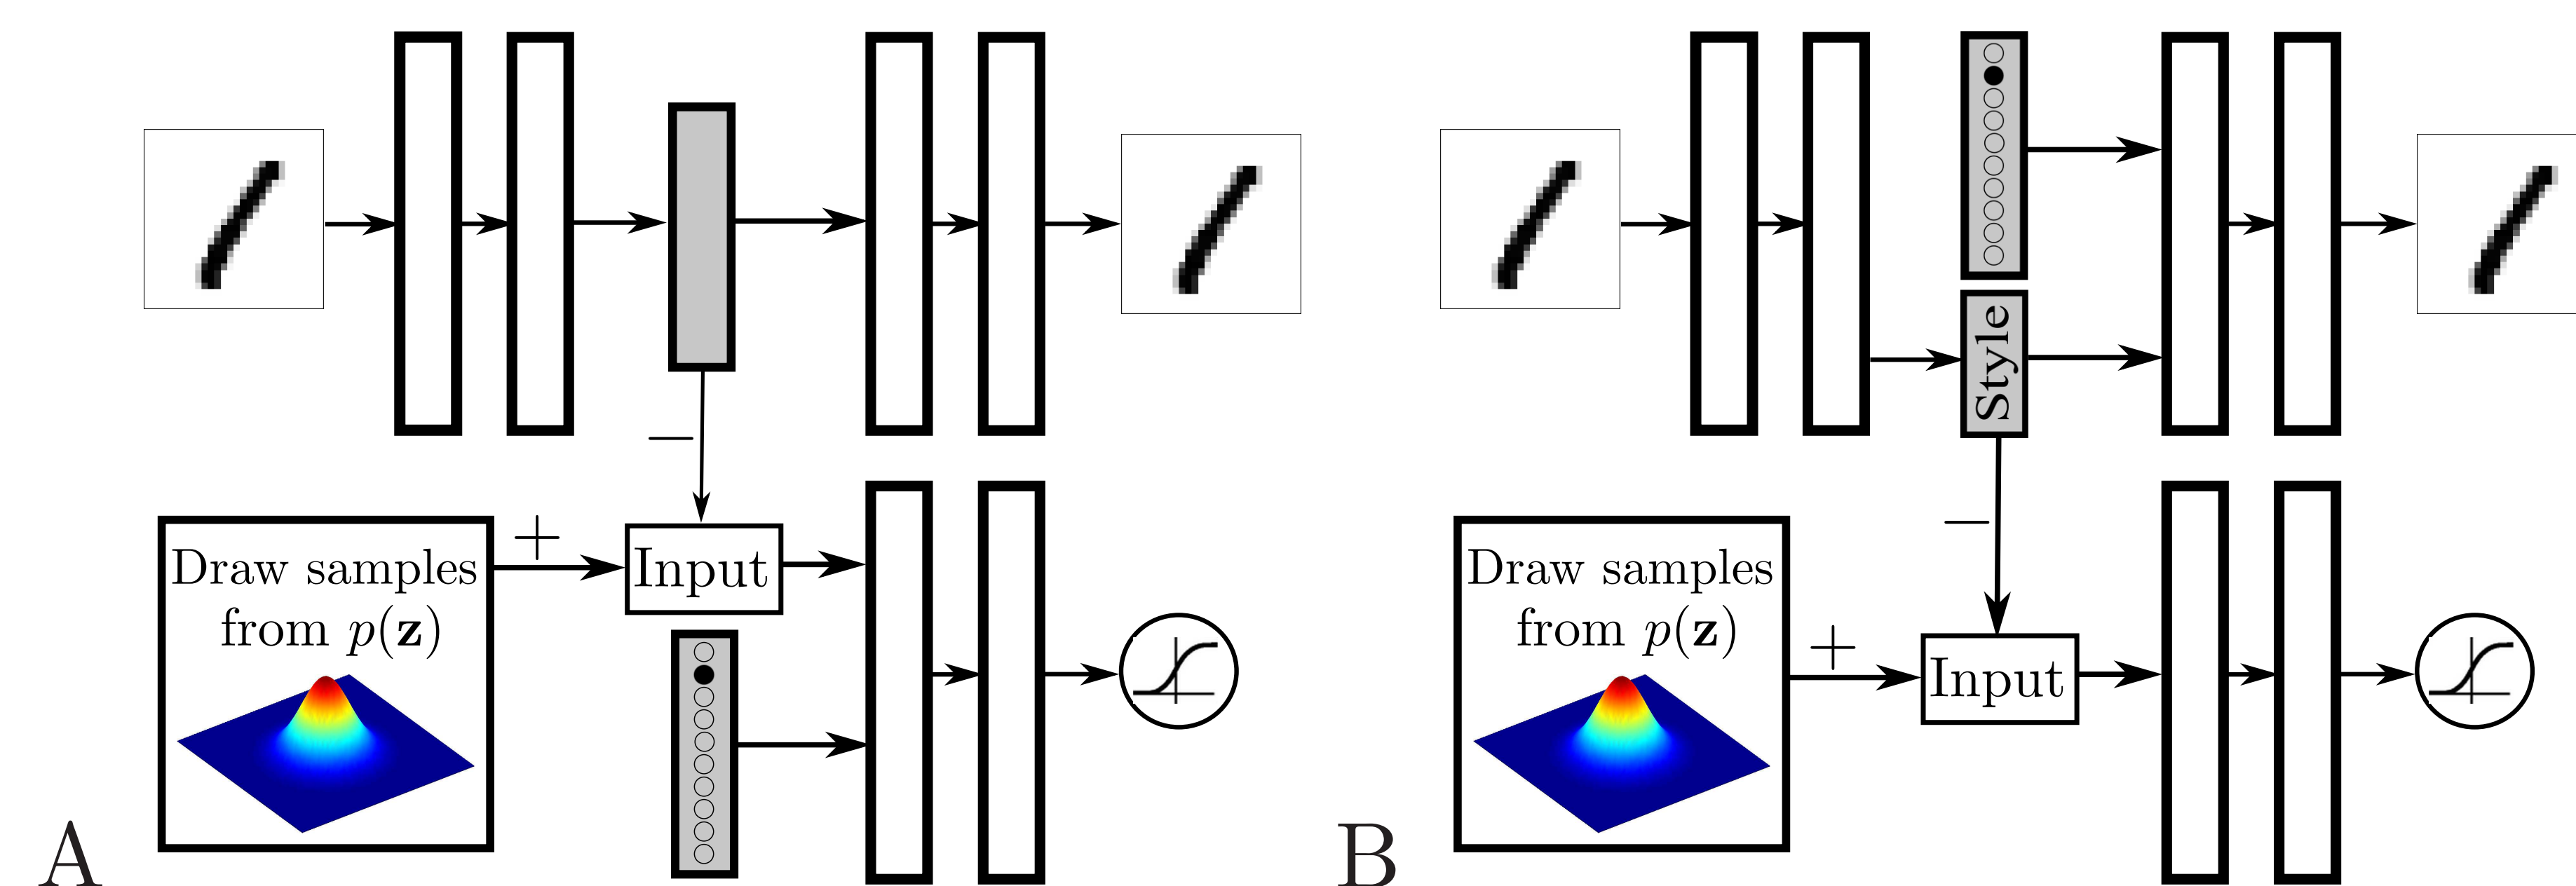 −
+
Draw samples
from p(z)
Input
A
Style
−
+
Draw samples
from p(z)
Input
B